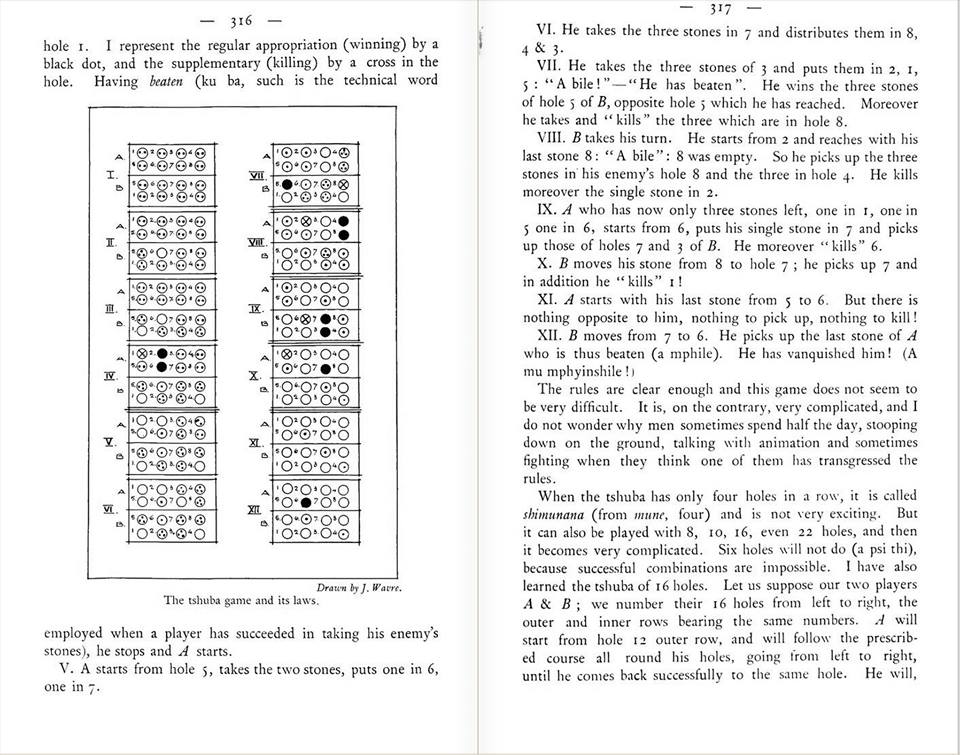 — 316 —
hole 1. I represent the regular appropriation (winning) by a
black dot, and the supplementary (killing) by a cross in the
hole. Having beaten (ku ba, such is the technical word
I.
II.
III.
IV.
V.
VI.
VII.
VIII.
IX.
X.
XI.
XII.
Drawn by J. Wavre.
The tshuba game and its laws.
employed when a player has succeeded in taking his enemy's
stones), he stops and A starts.
V. A starts from hole 5, takes the two stones, puts one in 6,
one in 7.
— 317 —
VI. He takes the three stones in 7 and distributes them in 8,
4 & 3.
VII. He takes the three stones of 3 and puts them in 2, 1,
5 : "A bile!"—"He has beaten". He wins the three stones
of hole 5 of B, opposite hole 5 which he has reached. Moreover
he takes and "kills" the three which are in hole 8.
VIII. B takes his turn. He starts from 2 and reaches with his
last stone 8 : "A bile": 8 was empty. So he picks up the three
stones in his enemy's hole 8 and the three in hole 4. He kills
moreover the single stone in 2.
IX. A who has now only three stones left, one in 1, one in
5 one in 6, starts from 6, puts his single stone in 7 and picks
up those of holes 7 and 3 of B. He moreover "kills" 6.
X. B moves his stone from 8 to hole 7 ; he picks up 7 and
in addition he "kills" 1 !
XI. A starts with his last stone from 5 to 6. But there is
nothing opposite to him, nothing to pick up, nothing to kill!
XII. B moves from 7 to 6. He picks up the last stone of A
who is thus beaten (a mphile). He has vanquished him! (A
mu mphyinshile!)
The rules are clear enough and this game does not seem to
be very difficult. It is, on the contrary, very complicated, and I
do not wonder why men sometimes spend half the day, stooping
down on the ground, talking with animation and sometimes
fighting when they think one of them has transgressed the
rules.
When the tshuba has only four holes in a row, it is called
shimunana (from mune, four) and is not very exciting. But
it can also be played with 8, 10, 16, even 22 holes, and then
it becomes very complicated. Six holes will not do (a psi thi),
because successful combinations are impossible. I have also
learned the tshuba of 16 holes. Let us suppose our two players
A & B ; we number their 16 holes from left to right, the
outer and inner rows bearing the same numbers. A will
start from hole 12 outer row, and will follow the prescrib-
ed course all round his holes, going from left to right,
until he comes back successfully to the same hole. He will,